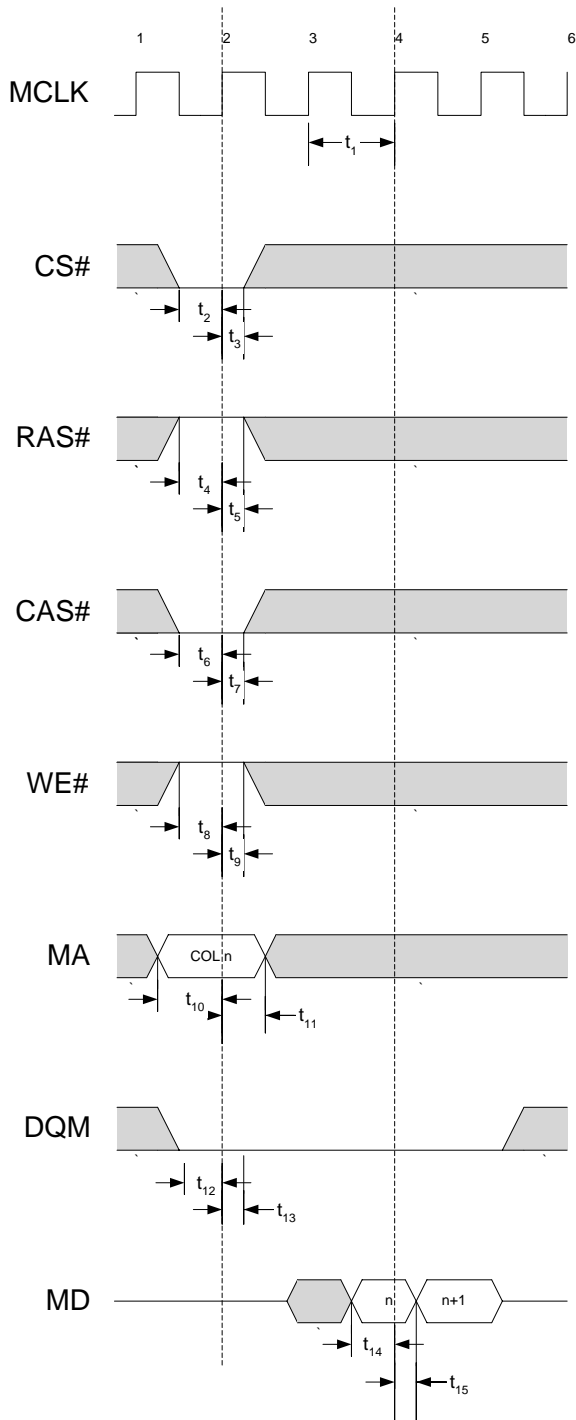 1 2 3 4 5 6
MCLK
t₁
CS#
t₂
t₃
RAS#
t₄
t₅
CAS#
t₆
t₇
WE#
t₈
t₉
MA
COL n
t₁₀
t₁₁
DQM
t₁₂
t₁₃
MD
n n+1
t₁₄
t₁₅